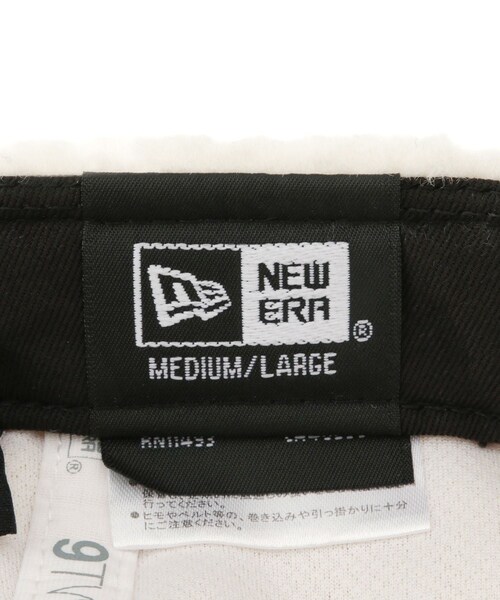 NEW
ERA
®
MEDIUM/LARGE
RN11493
行ってください。
●ヒモやベルト等の、巻き込みや引っ掛かりに十分
にご注意ください。
ERA
®
9TW